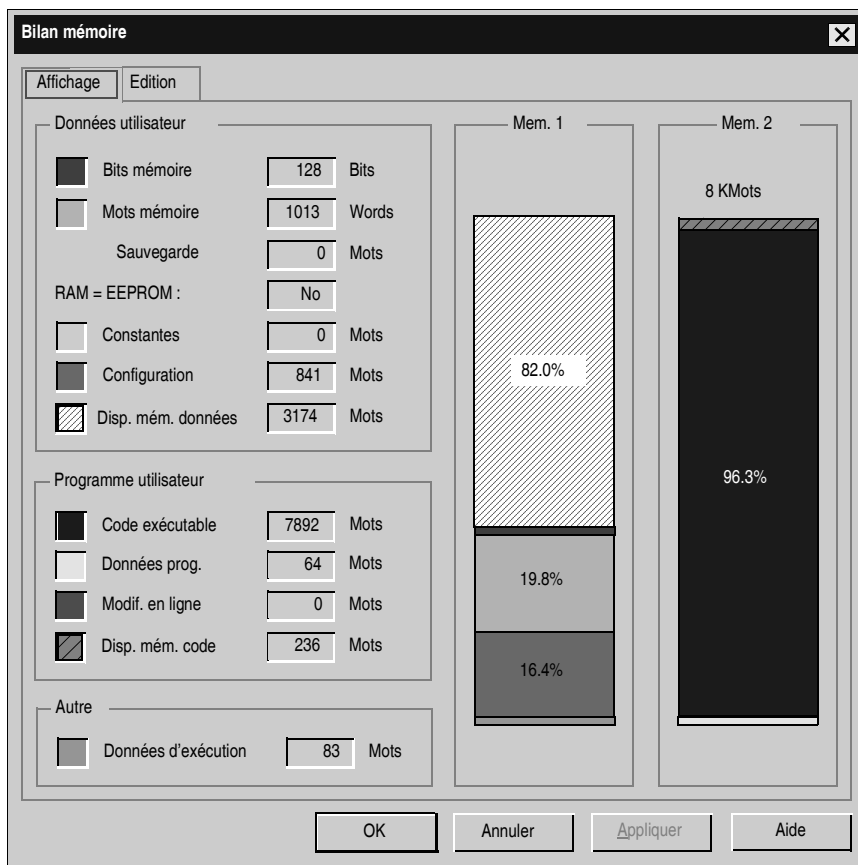 Bilan mémoire
Affichage Edition
Données utilisateur
Bits mémoire 128 Bits
Mots mémoire 1013 Words
Sauvegarde 0 Mots
RAM = EEPROM : No
Constantes 0 Mots
Configuration 841 Mots
Disp. mém. données 3174 Mots
Programme utilisateur
Code exécutable 7892 Mots
Données prog. 64 Mots
Modif. en ligne 0 Mots
Disp. mém. code 236 Mots
Autre
Données d'exécution 83 Mots
Mem. 1
82.0%
19.8%
16.4%
Mem. 2
8 KMots
96.3%
OK Annuler Appliquer Aide